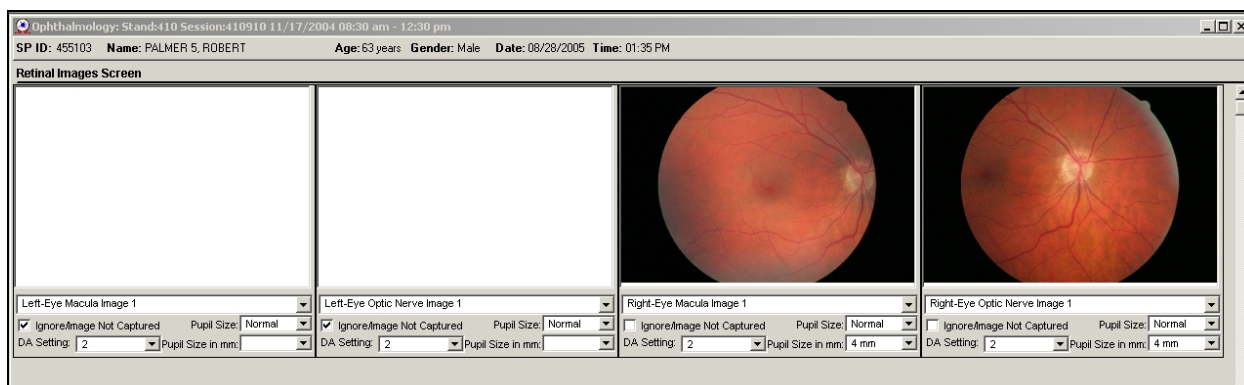 Ophthalmology: Stand:410 Session:410910 11/17/2004 08:30 am - 12:30 pm
SP ID: 455103 Name: PALMER 5, ROBERT Age: 63 years Gender: Male Date: 08/28/2005 Time: 01:35 PM
Retinal Images Screen
Left-Eye Macula Image 1
Ignore/Image Not Captured Pupil Size: Normal
DA Setting: 2 Pupil Size in mm:
Left-Eye Optic Nerve Image 1
Ignore/Image Not Captured Pupil Size: Normal
DA Setting: 2 Pupil Size in mm:
Right-Eye Macula Image 1
Ignore/Image Not Captured Pupil Size: Normal
DA Setting: 2 Pupil Size in mm: 4 mm
Right-Eye Optic Nerve Image 1
Ignore/Image Not Captured Pupil Size: Normal
DA Setting: 2 Pupil Size in mm: 4 mm